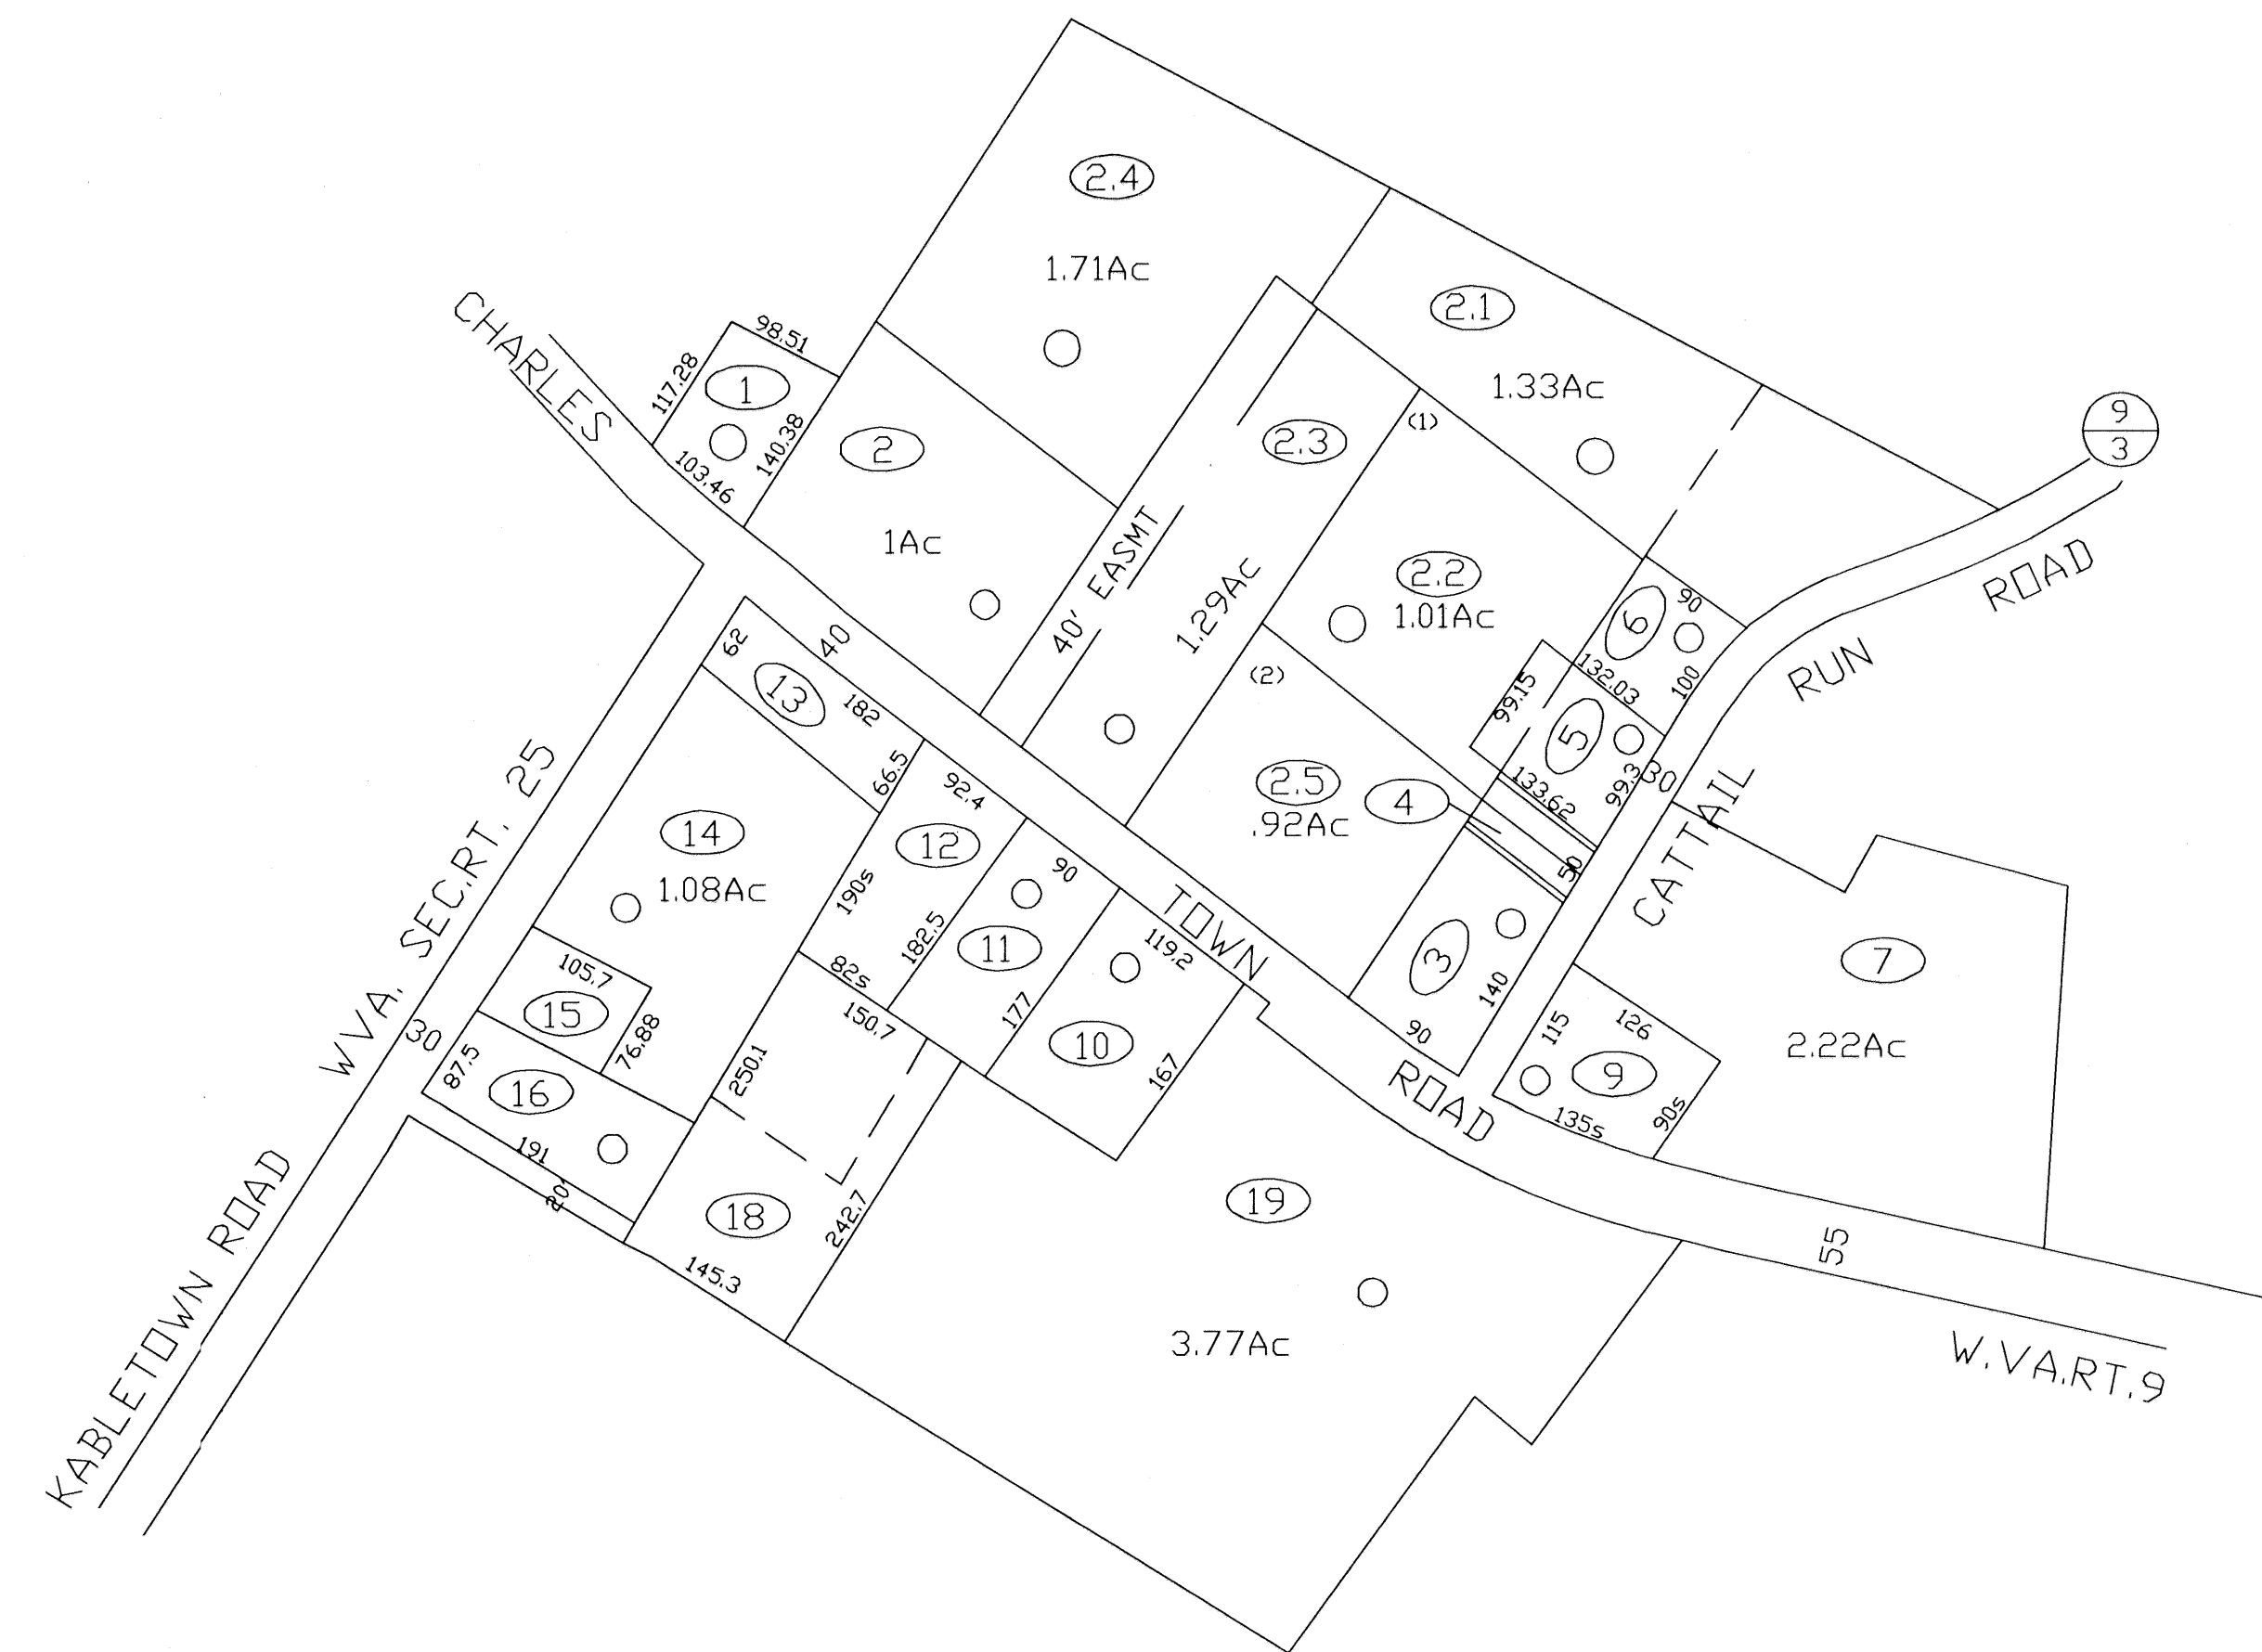 2.4
1.71Ac
2.1
1.33Ac
CHARLES
98.51
117.28
1
140.38
103.46
2
1Ac
2.3
(1)
9
3
40' EASMT
1.29Ac
2.2
1.01Ac
(2)
90
6
132.03
100
ROAD
RUN
62
40
13
182
99.15
5
99.3
30
133.62
CATTAIL
2.5
.92Ac
4
50
WVA. SEC.RT. 25
66.5
92.4
14
1.08Ac
12
190s
182.5
82s
90
11
TOWN
119.2
177
10
167
3
140
90
ROAD
7
2.22Ac
126
115
9
135s
90s
105.7
15
76.88
30
87.5
16
191
20'
150.7
250.1
18
242.7
145.3
19
3.77Ac
55
W.VA.RT.9
KABLETOWN ROAD